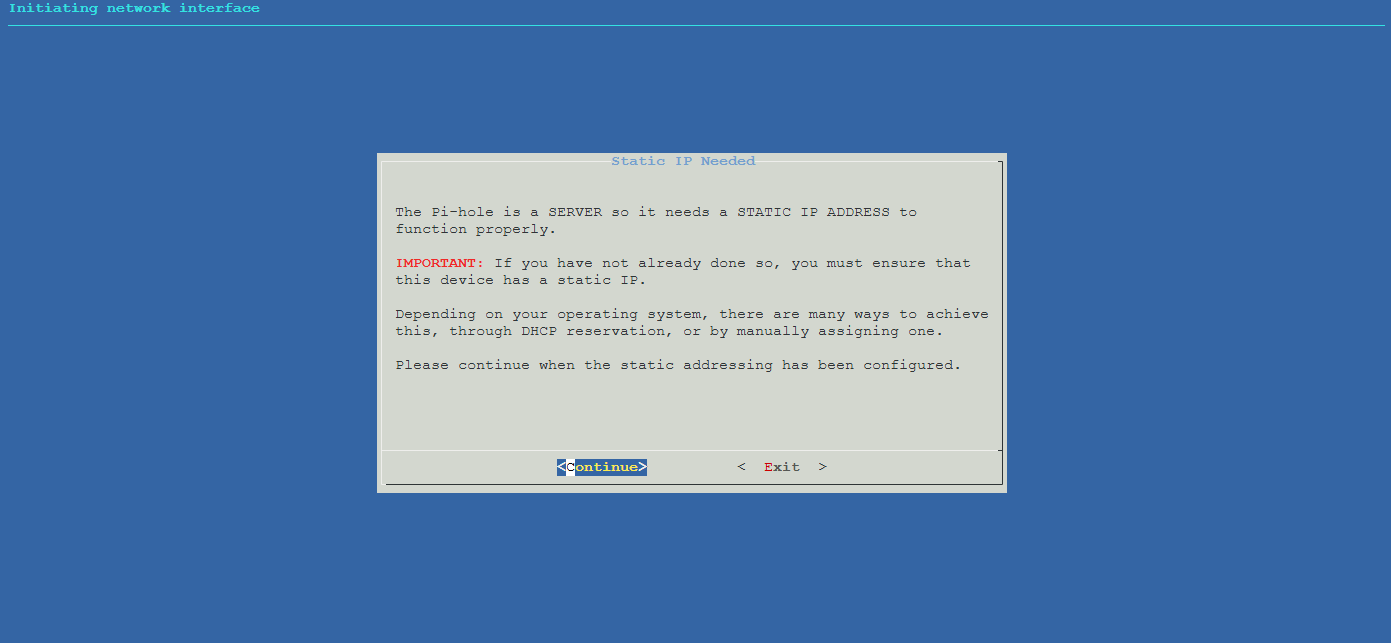 Initiating network interface
Static IP Needed
The Pi-hole is a SERVER so it needs a STATIC IP ADDRESS to
function properly.
IMPORTANT: If you have not already done so, you must ensure that
this device has a static IP.
Depending on your operating system, there are many ways to achieve
this, through DHCP reservation, or by manually assigning one.
Please continue when the static addressing has been configured.
<Continue> < Exit >